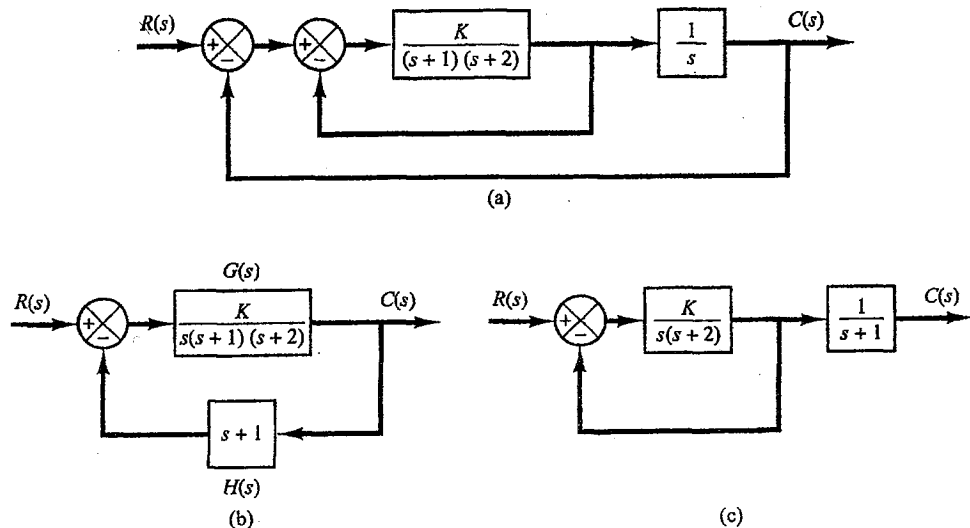 R(s)
+
−
+
−
K
(s + 1) (s + 2)
1
s
C(s)
(a)
G(s)
R(s)
+
−
K
s(s + 1) (s + 2)
C(s)
s + 1
H(s)
(b)
R(s)
+
−
K
s(s + 2)
1
s + 1
C(s)
(c)